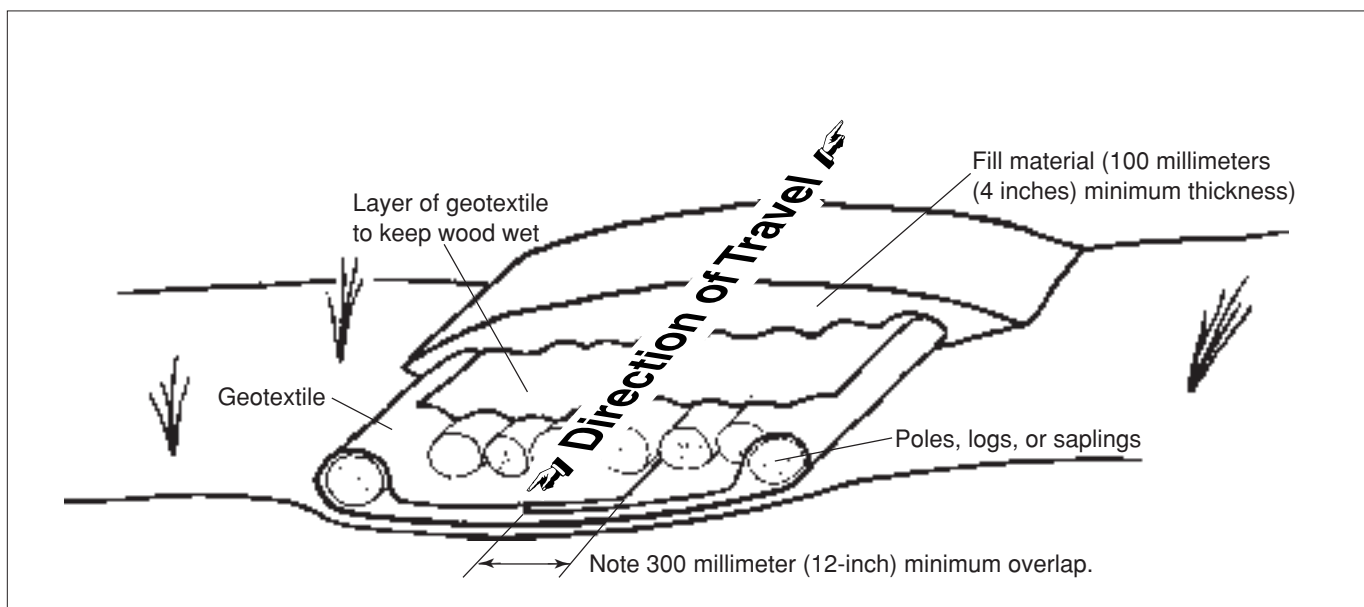 Fill material (100 millimeters
(4 inches) minimum thickness)
Layer of geotextile
to keep wood wet
Direction of Travel
Geotextile
Poles, logs, or saplings
Note 300 millimeter (12-inch) minimum overlap.